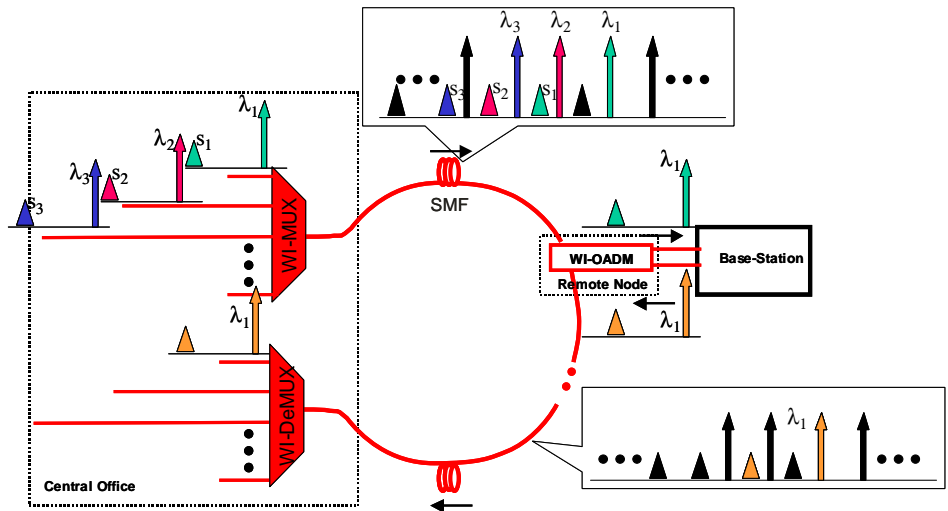 λ3 λ2 λ1
s3 s2 s1
λ1
λ2 s1
λ3 s2
s3
WI-MUX
SMF
λ1
WI-OADM
Remote Node
Base-Station
λ1
λ1
WI-DeMUX
λ1
Central Office